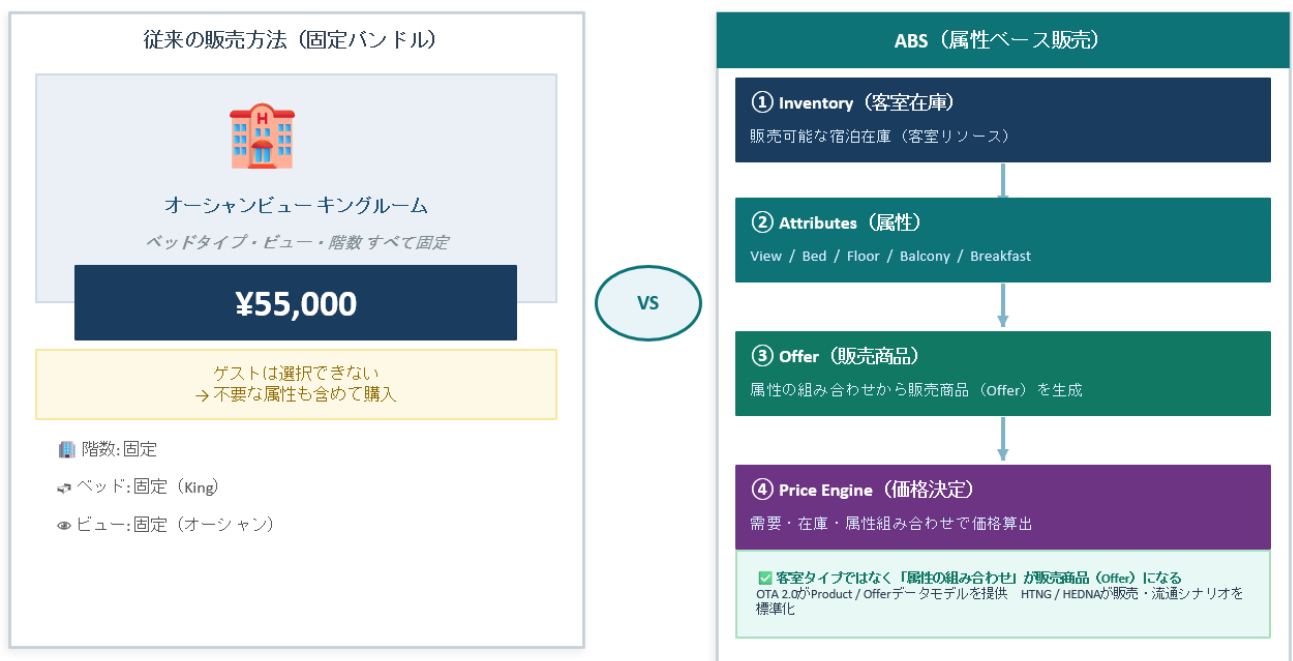 従来の販売方法（固定バンドル）
H
オーシャンビュー キングルーム
ベッドタイプ・ビュー・階数 すべて固定
¥55,000
ゲストは選択できない
→ 不要な属性も含めて購入
階数:固定
ベッド:固定（King）
ビュー:固定（オーシャン）
VS
ABS（属性ベース販売）
① Inventory（客室在庫）
販売可能な宿泊在庫（客室リソース）
② Attributes（属性）
View / Bed / Floor / Balcony / Breakfast
③ Offer（販売商品）
属性の組み合わせから販売商品（Offer）を生成
④ Price Engine（価格決定）
需要・在庫・属性組み合わせで価格算出
✅ 客室タイプではなく「属性の組み合わせ」が販売商品（Offer）になる
OTA 2.0がProduct / Offerデータモデルを提供　HTNG / HEDNAが販売・流通シナリオを
標準化